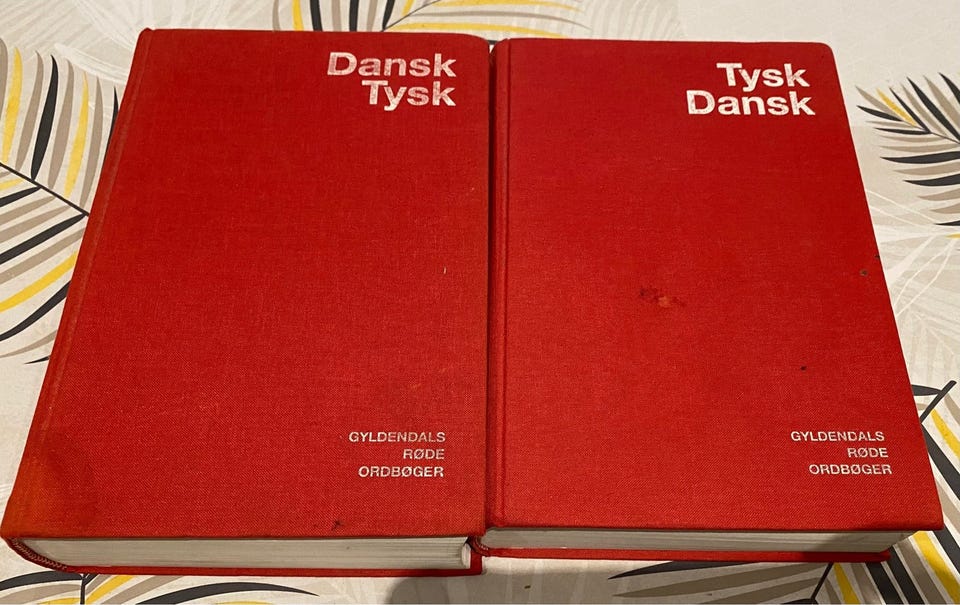 Dansk
Tysk
GYLDENDALS
RØDE
ORDBØGER
Tysk
Dansk
GYLDENDALS
RØDE
ORDBØGER